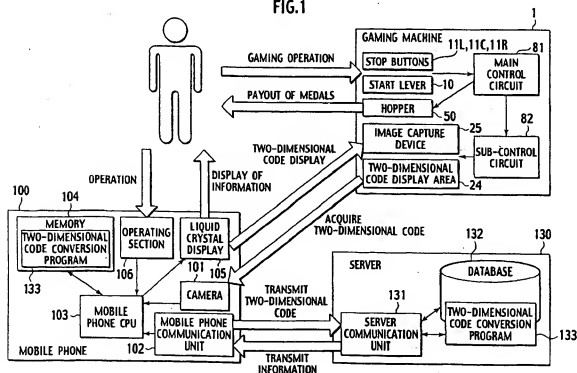 FIG.1
1
GAMING MACHINE
STOP BUTTONS
11L,11C,11R
81
START LEVER
10
MAIN
CONTROL
CIRCUIT
HOPPER
50
82
IMAGE CAPTURE
DEVICE
25
SUB-CONTROL
CIRCUIT
TWO-DIMENSIONAL
CODE DISPLAY AREA
24
GAMING OPERATION
PAYOUT OF MEDALS
TWO-DIMENSIONAL
CODE DISPLAY
OPERATION
DISPLAY OF
INFORMATION
ACQUIRE
TWO-DIMENSIONAL CODE
100
104
MEMORY
TWO-DIMENSIONAL
CODE CONVERSION
PROGRAM
133
OPERATING
SECTION
106
LIQUID
CRYSTAL
DISPLAY
105
101
CAMERA
103
MOBILE
PHONE CPU
MOBILE PHONE
COMMUNICATION
UNIT
102
MOBILE PHONE
TRANSMIT
TWO-DIMENSIONAL
CODE
TRANSMIT
INFORMATION
SERVER
132
130
DATABASE
131
SERVER
COMMUNICATION
UNIT
TWO-DIMENSIONAL
CODE CONVERSION
PROGRAM
133